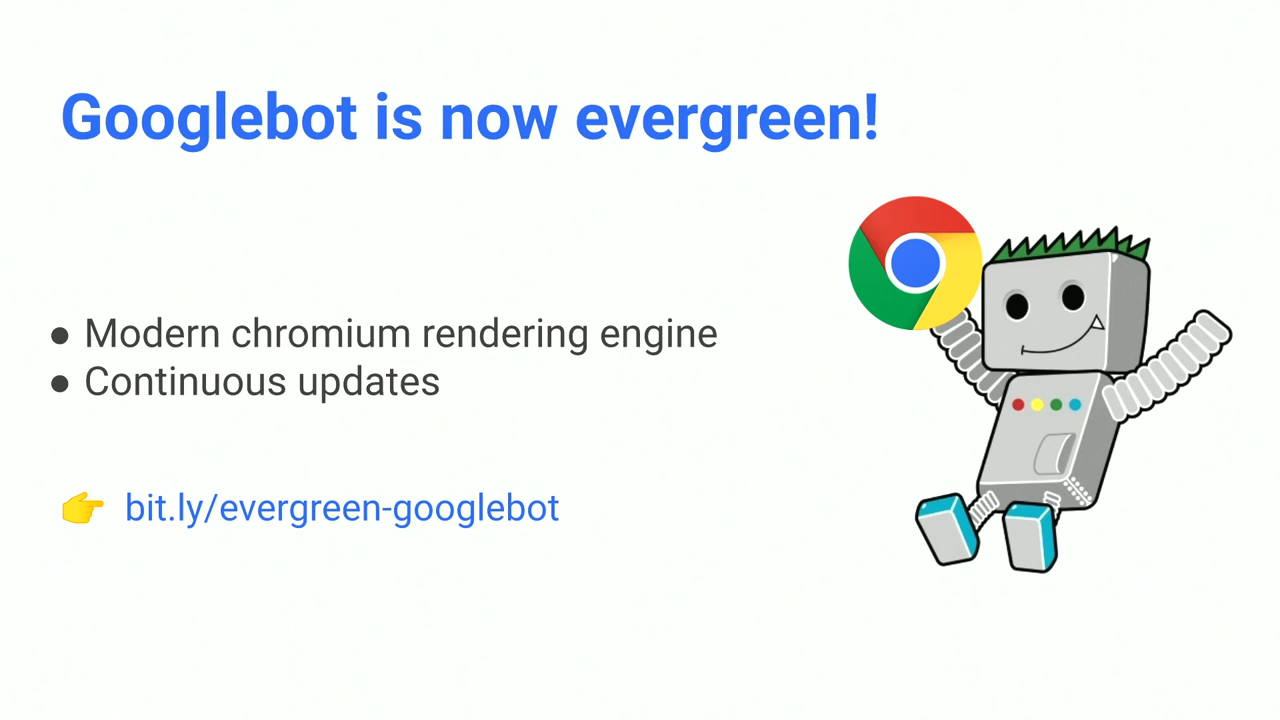 Googlebot is now evergreen!
● Modern chromium rendering engine
● Continuous updates
👉 bit.ly/evergreen-googlebot